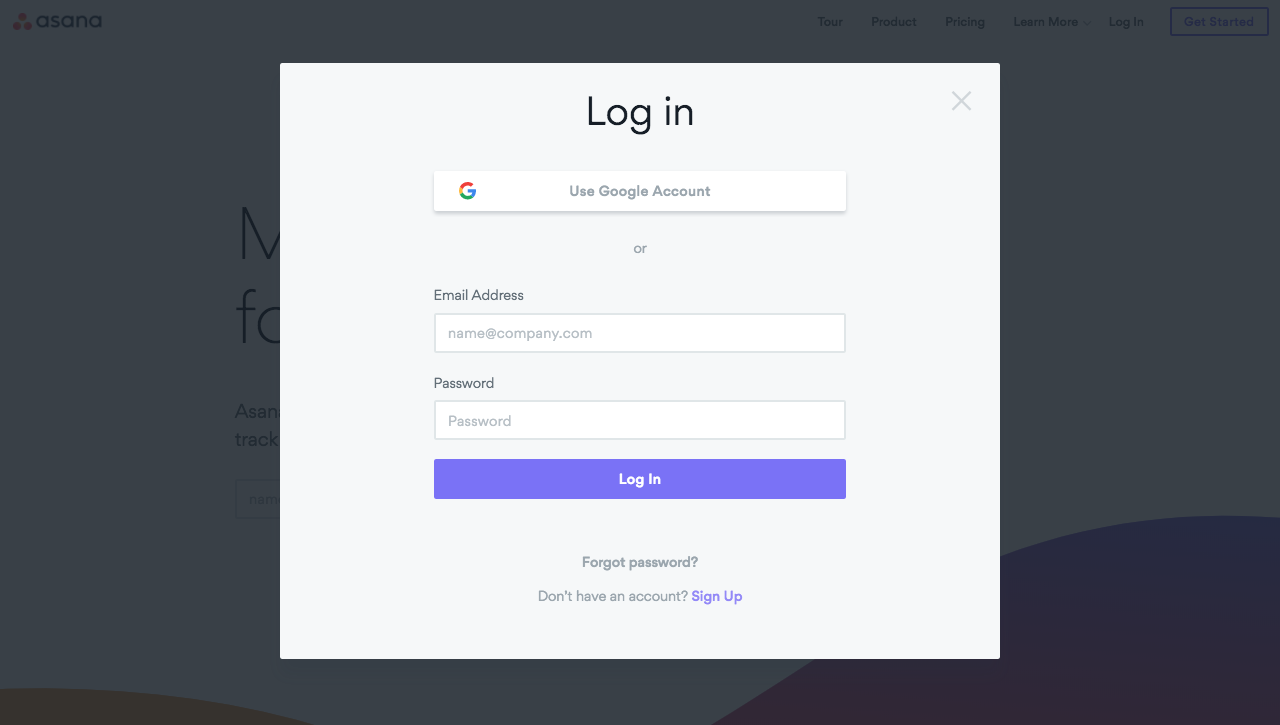 asana
Tour Product Pricing Learn More Log In Get Started
Log in
Use Google Account
or
Email Address
name@company.com
Password
Password
Log In
Forgot password?
Don't have an account? Sign Up
M
fo
Asana
track
name